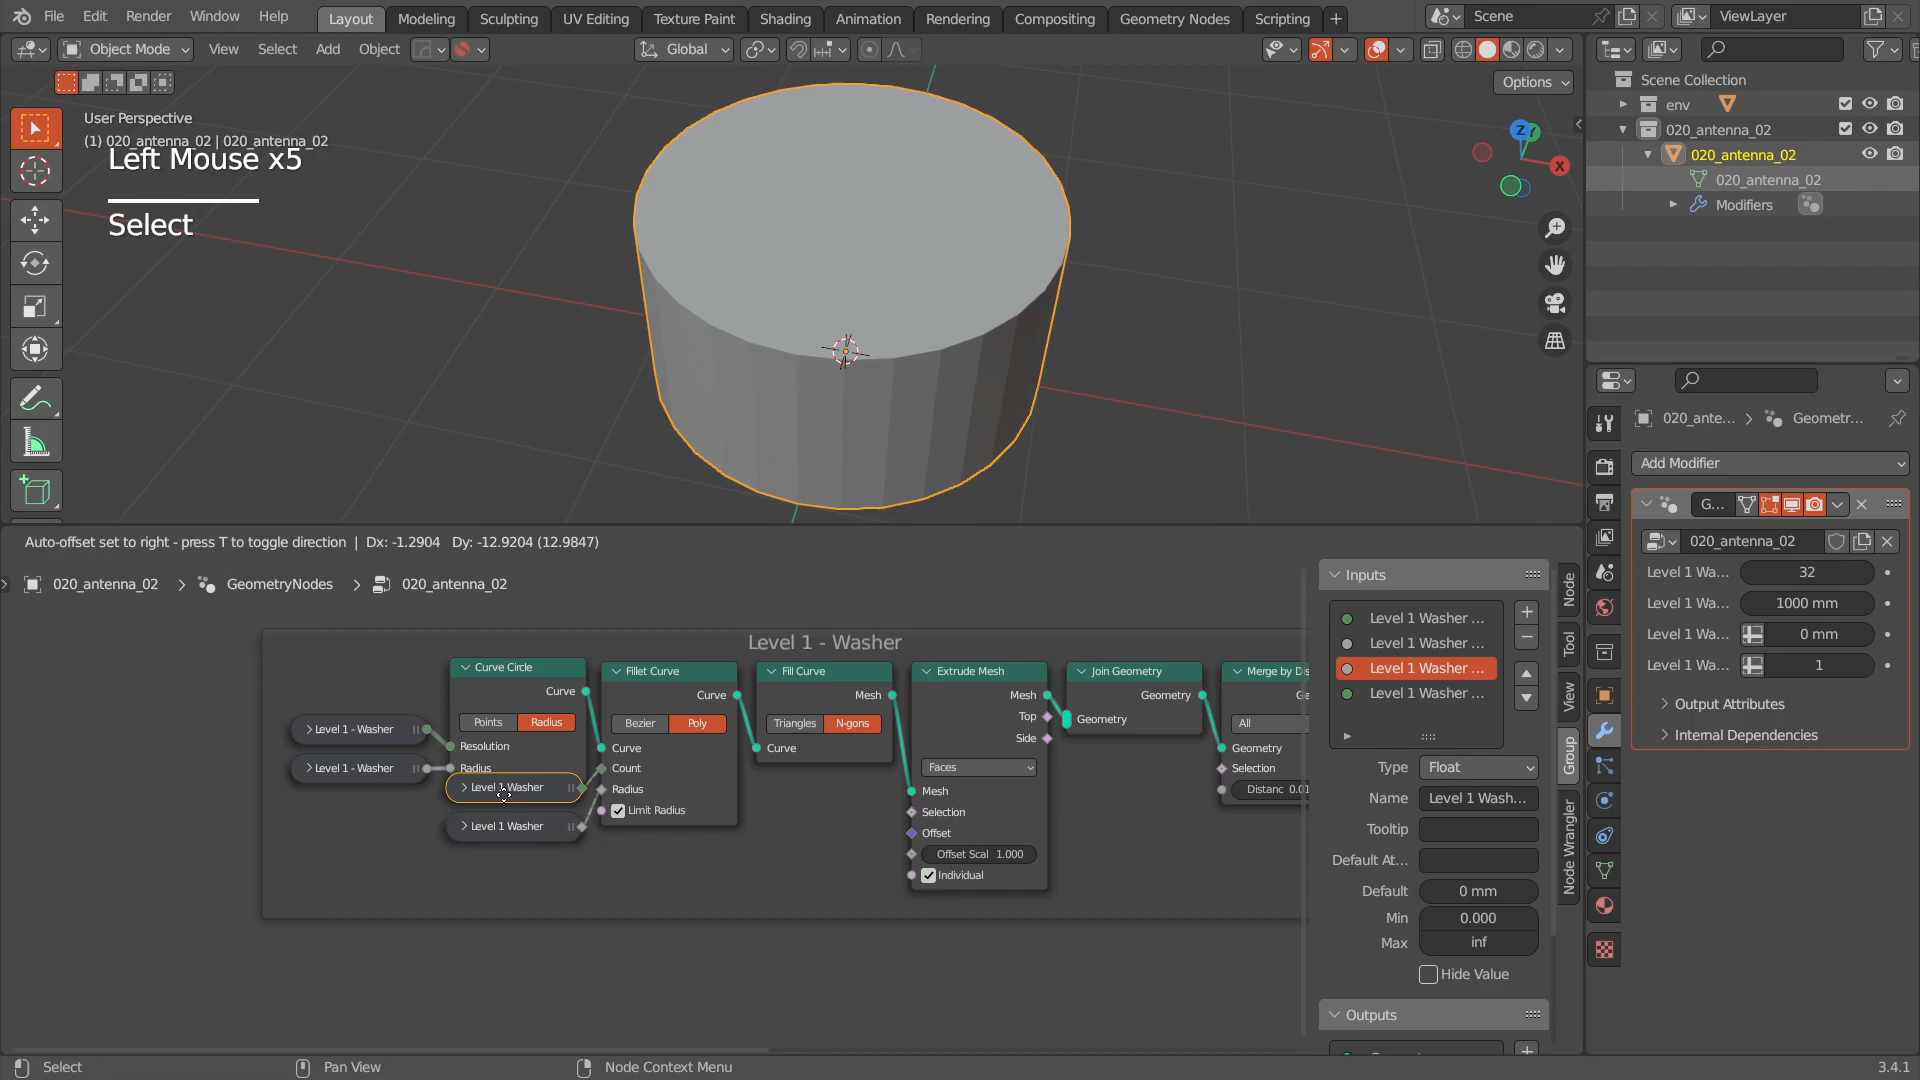 File Edit Render Window Help Layout Modeling Sculpting UV Editing Texture Paint Shading Animation Rendering Compositing Geometry Nodes Scripting + Scene ViewLayer
Object Mode View Select Add Object Global
Options
User Perspective
(1) 020_antenna_02 | 020_antenna_02
Left Mouse x5
Select
Z
Y
X
Scene Collection
env
020_antenna_02
020_antenna_02
020_antenna_02
Modifiers
020_ante... > Geometr...
Add Modifier
G...
020_antenna_02
Level 1 Wa... 32
Level 1 Wa... 1000 mm
Level 1 Wa... 0 mm
Level 1 Wa... 1
Output Attributes
Internal Dependencies
Auto-offset set to right - press T to toggle direction | Dx: -1.2904 Dy: -12.9204 (12.9847)
020_antenna_02 > GeometryNodes > 020_antenna_02
Level 1 - Washer
Level 1 - Washer
Level 1 - Washer
Curve Circle
Curve
Points Radius
Resolution
Radius
Level 1 Washer
Level 1 Washer
Fillet Curve
Curve
Bezier Poly
Curve
Count
Radius
Limit Radius
Fill Curve
Mesh
Triangles N-gons
Curve
Extrude Mesh
Mesh
Top
Side
Faces
Mesh
Selection
Offset
Offset Scal 1.000
Individual
Join Geometry
Geometry
Geometry
Merge by Dis
Ge
All
Geometry
Selection
Distanc 0.01
Inputs
Level 1 Washer ...
Level 1 Washer ...
Level 1 Washer ...
Level 1 Washer ...
Type Float
Name Level 1 Wash...
Tooltip
Default At...
Default 0 mm
Min 0.000
Max inf
Hide Value
Outputs
Node
Tool
View
Group
Node Wrangler
Select Pan View Node Context Menu 3.4.1